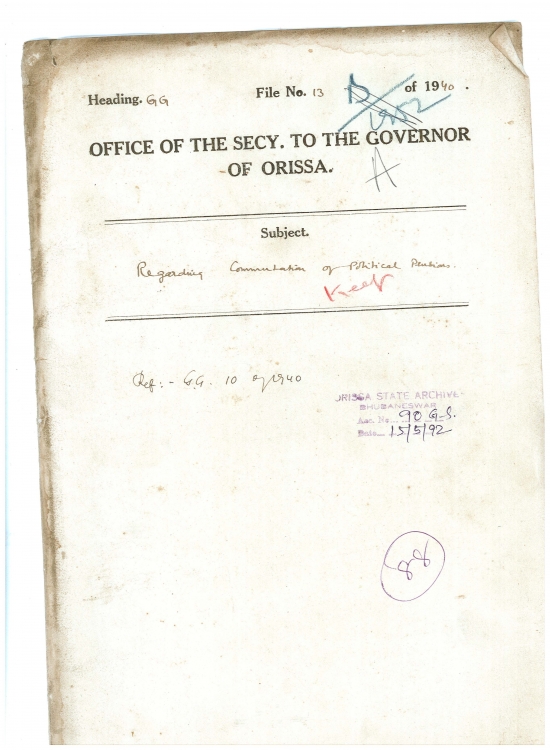 Heading. GG File No. 13 of 1940.
OFFICE OF THE SECY. TO THE GOVERNOR
OF ORISSA.
A
Subject.
Regarding Commutation of Political Pensions.
Keep
Ref:- G.G. 10 of 1940
ORISSA STATE ARCHIVE
BHUBANESWAR
Acc. No. 90 G.S.
Date 15/5/92
88